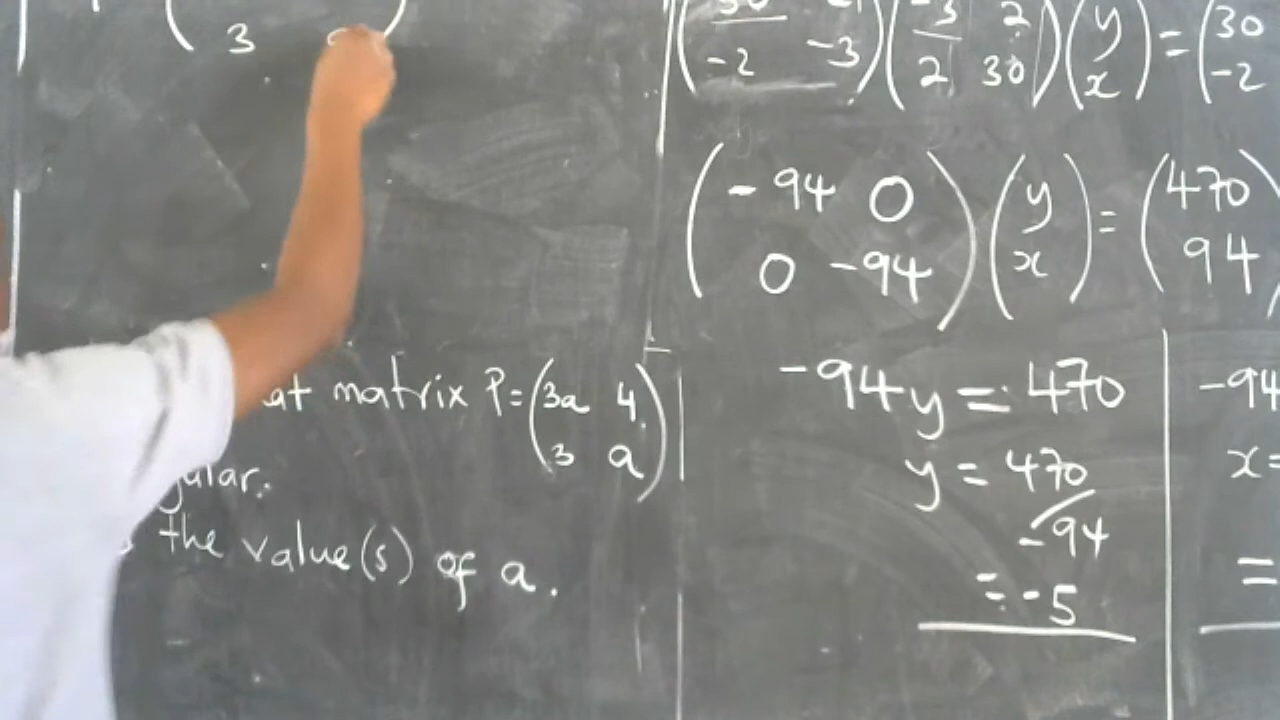 3
at matrix P = (3a 4
3 a)
gular.
the value(s) of a.
(30
-2 -3) (-3 2
2 30) (y
x) = (30
-2
(-94 0
0 -94) (y
x) = (470
94)
-94y = 470
y = 470
-94
= -5
-94
x =
=